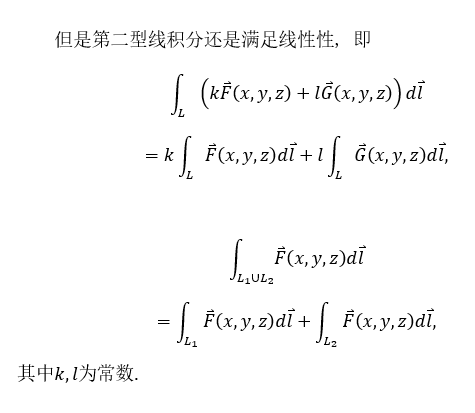 但是第二型线积分还是满足线性性, 即
∫_L (kF⃗(x, y, z) + lG⃗(x, y, z)) dl⃗
= k ∫_L F⃗(x, y, z)dl⃗ + l ∫_L G⃗(x, y, z)dl⃗,
∫_{L₁∪L₂} F⃗(x, y, z)dl⃗
= ∫_{L₁} F⃗(x, y, z)dl⃗ + ∫_{L₂} F⃗(x, y, z)dl⃗,
其中k, l为常数.